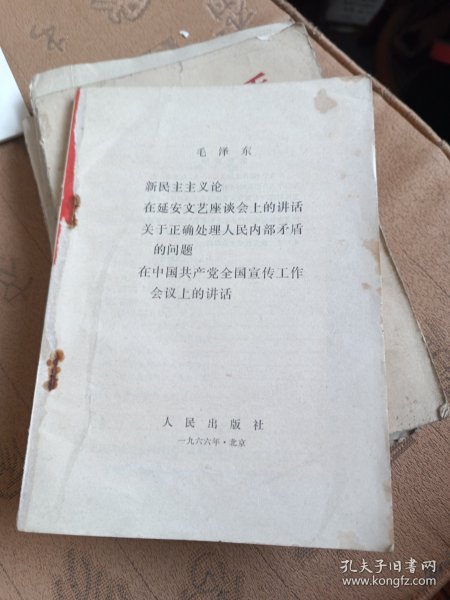 毛泽东
新民主主义论
在延安文艺座谈会上的讲话
关于正确处理人民内部矛盾
的问题
在中国共产党全国宣传工作
会议上的讲话
人民出版社
一九六六年·北京
孔夫子旧书网
www.kongfz.com